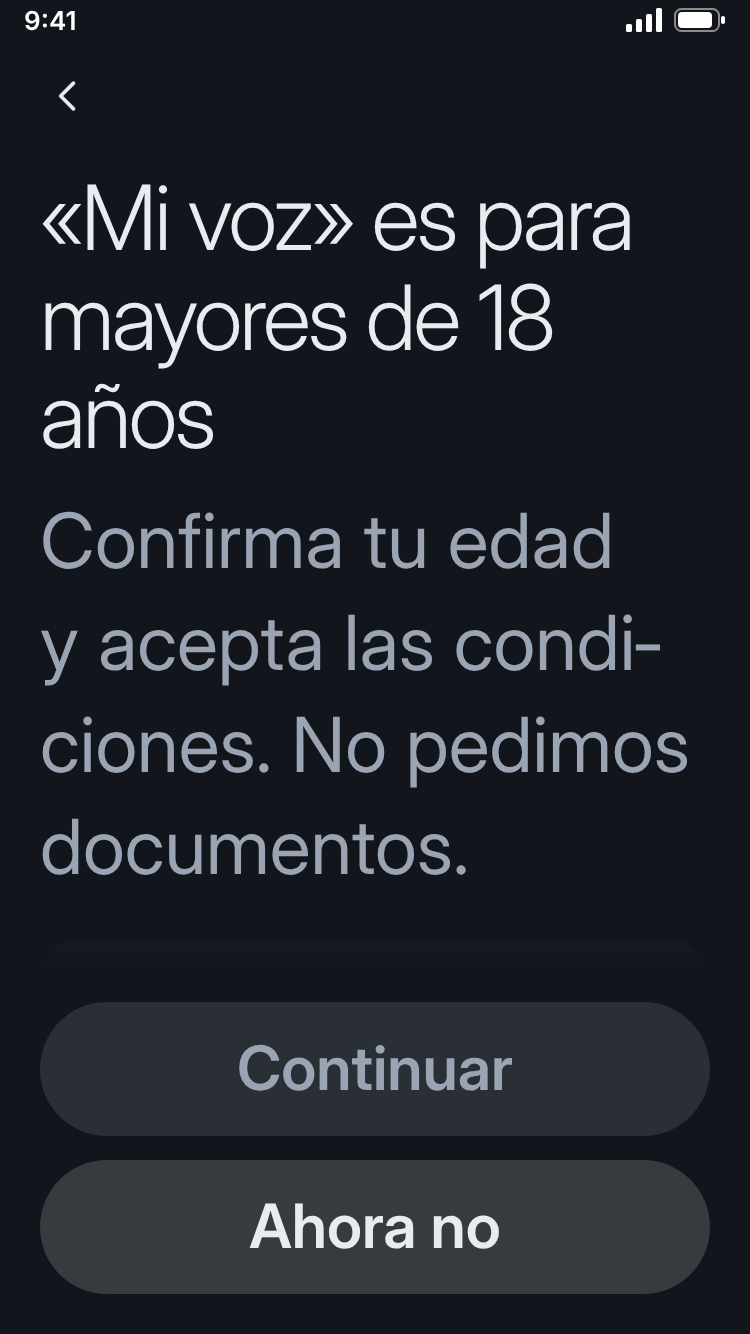 9:41
«Mi voz» es para
mayores de 18
años
Confirma tu edad
y acepta las condi-
ciones. No pedimos
documentos.
Continuar
Ahora no